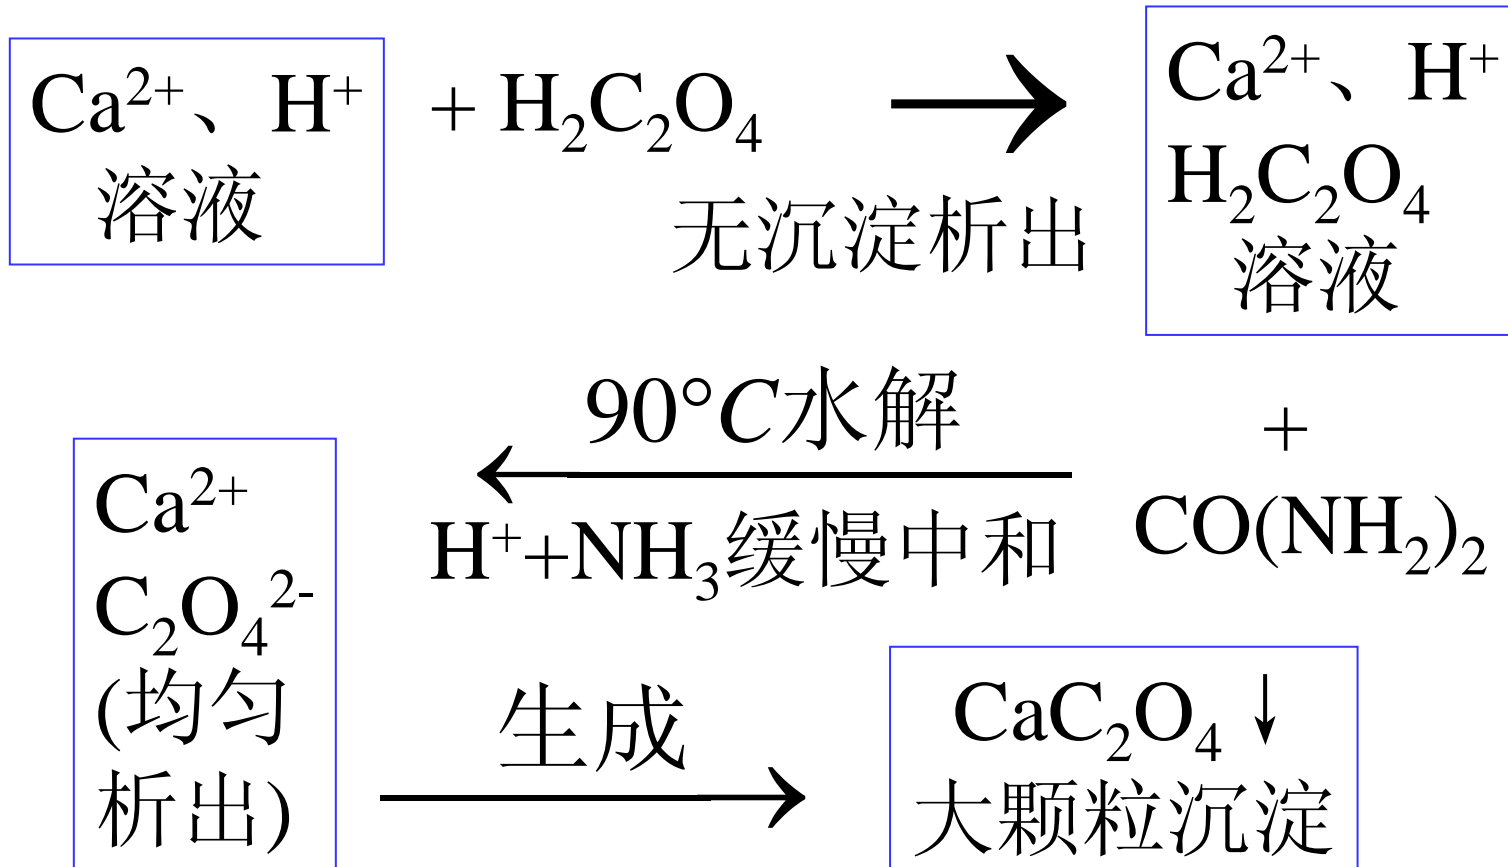 Ca²⁺、H⁺
溶液
+ H₂C₂O₄
无沉淀析出
Ca²⁺、H⁺
H₂C₂O₄
溶液
+
CO(NH₂)₂
90°C水解
H⁺+NH₃缓慢中和
Ca²⁺
C₂O₄²⁻
(均匀
析出)
生成
CaC₂O₄↓
大颗粒沉淀